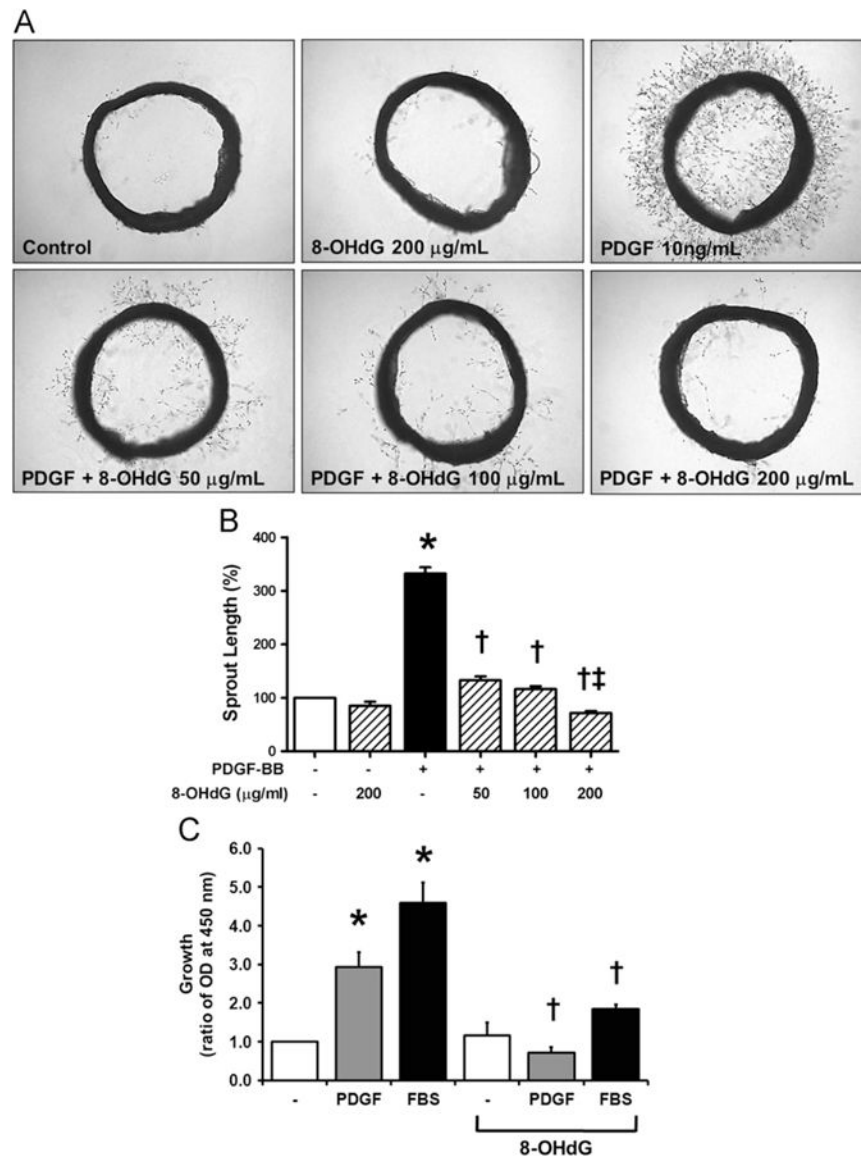 A
Control
8-OHdG 200 μg/mL
PDGF 10ng/mL
PDGF + 8-OHdG 50 μg/mL
PDGF + 8-OHdG 100 μg/mL
PDGF + 8-OHdG 200 μg/mL
B
Sprout Length (%)
400
300
200
100
0
*
†
†
†‡
PDGF-BB - - + + + +
8-OHdG (μg/ml) - 200 - 50 100 200
C
Growth
(ratio of OD at 450 nm)
6.0
5.0
4.0
3.0
2.0
1.0
0.0
*
*
†
†
- PDGF FBS - PDGF FBS
8-OHdG